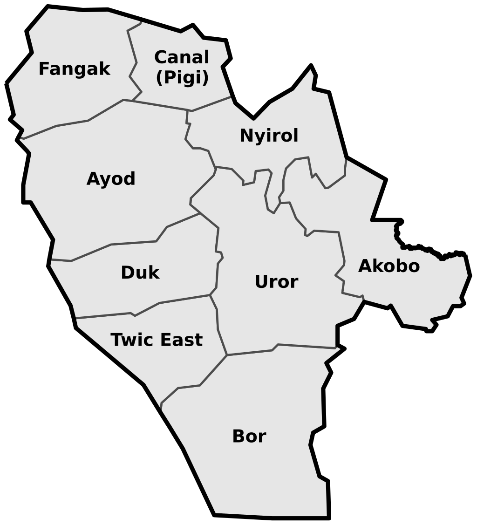 Canal
(Pigi)
Fangak
Nyirol
Ayod
Akobo
Duk
Uror
Twic East
Bor